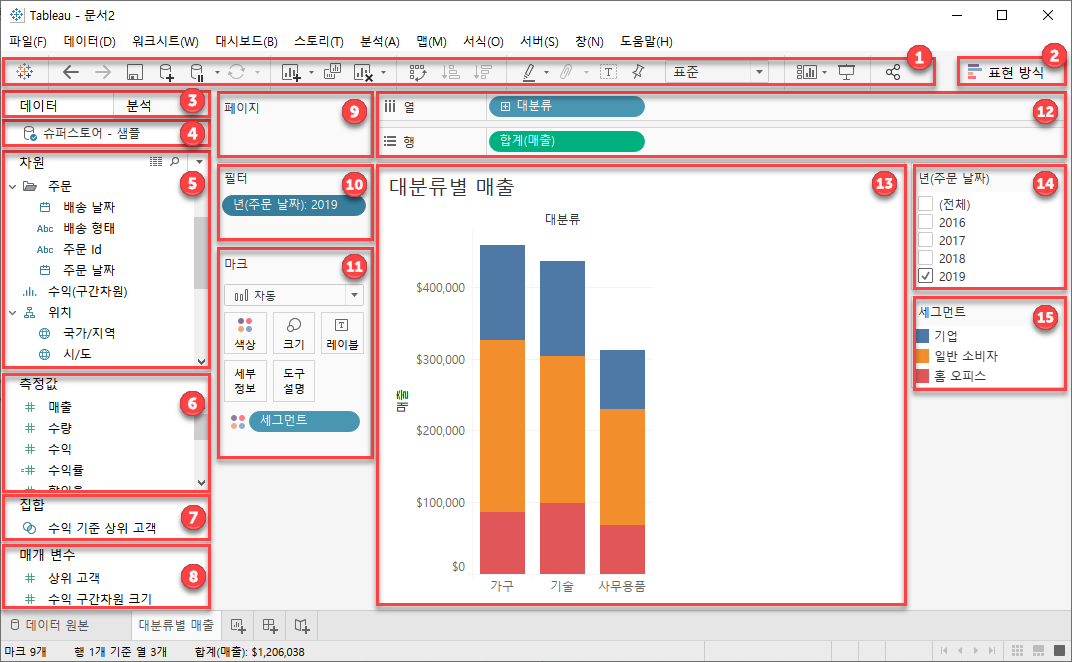 Tableau - 문서2
파일(F) 데이터(D) 워크시트(W) 대시보드(B) 스토리(T) 분석(A) 맵(M) 서식(O) 서버(S) 창(N) 도움말(H)
표준 1 표현 방식 2
데이터 분석 3
슈퍼스토어 - 샘플 4
차원 5
주문
배송 날짜
Abc 배송 형태
Abc 주문 Id
주문 날짜
수익(구간차원)
위치
국가/지역
시/도
측정값 6
매출
수량
수익
수익률
집합
수익 기준 상위 고객 7
매개 변수
상위 고객 8
수익 구간차원 크기
페이지 9
필터 10
년(주문 날짜): 2019
마크 11
자동
색상 크기 레이블
세부 정보
도구 설명
세그먼트
열 대분류 12
행 합계(매출)
대분류별 매출 13
대분류
$400,000
$300,000
$200,000
$100,000
$0
매출
가구 기술 사무용품
년(주문 날짜) 14
(전체)
2016
2017
2018
2019
세그먼트 15
기업
일반 소비자
홈 오피스
데이터 원본 대분류별 매출
마크 9개 행 1개 기준 열 3개 합계(매출): $1,206,038